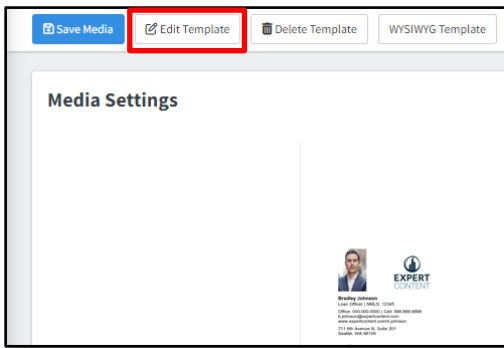 Save Media Edit Template Delete Template WYSIWYG Template
Media Settings
EXPERT
CONTENT
Bradley Johnson
Loan Officer | NMLS: 12345
Office: 000.000.0000 | Cell: 888.888.8888
b.johnson@expertcontent.com
www.expertcontent.com/b.johnson
711 6th Avenue N, Suite 201
Seattle, WA 98109